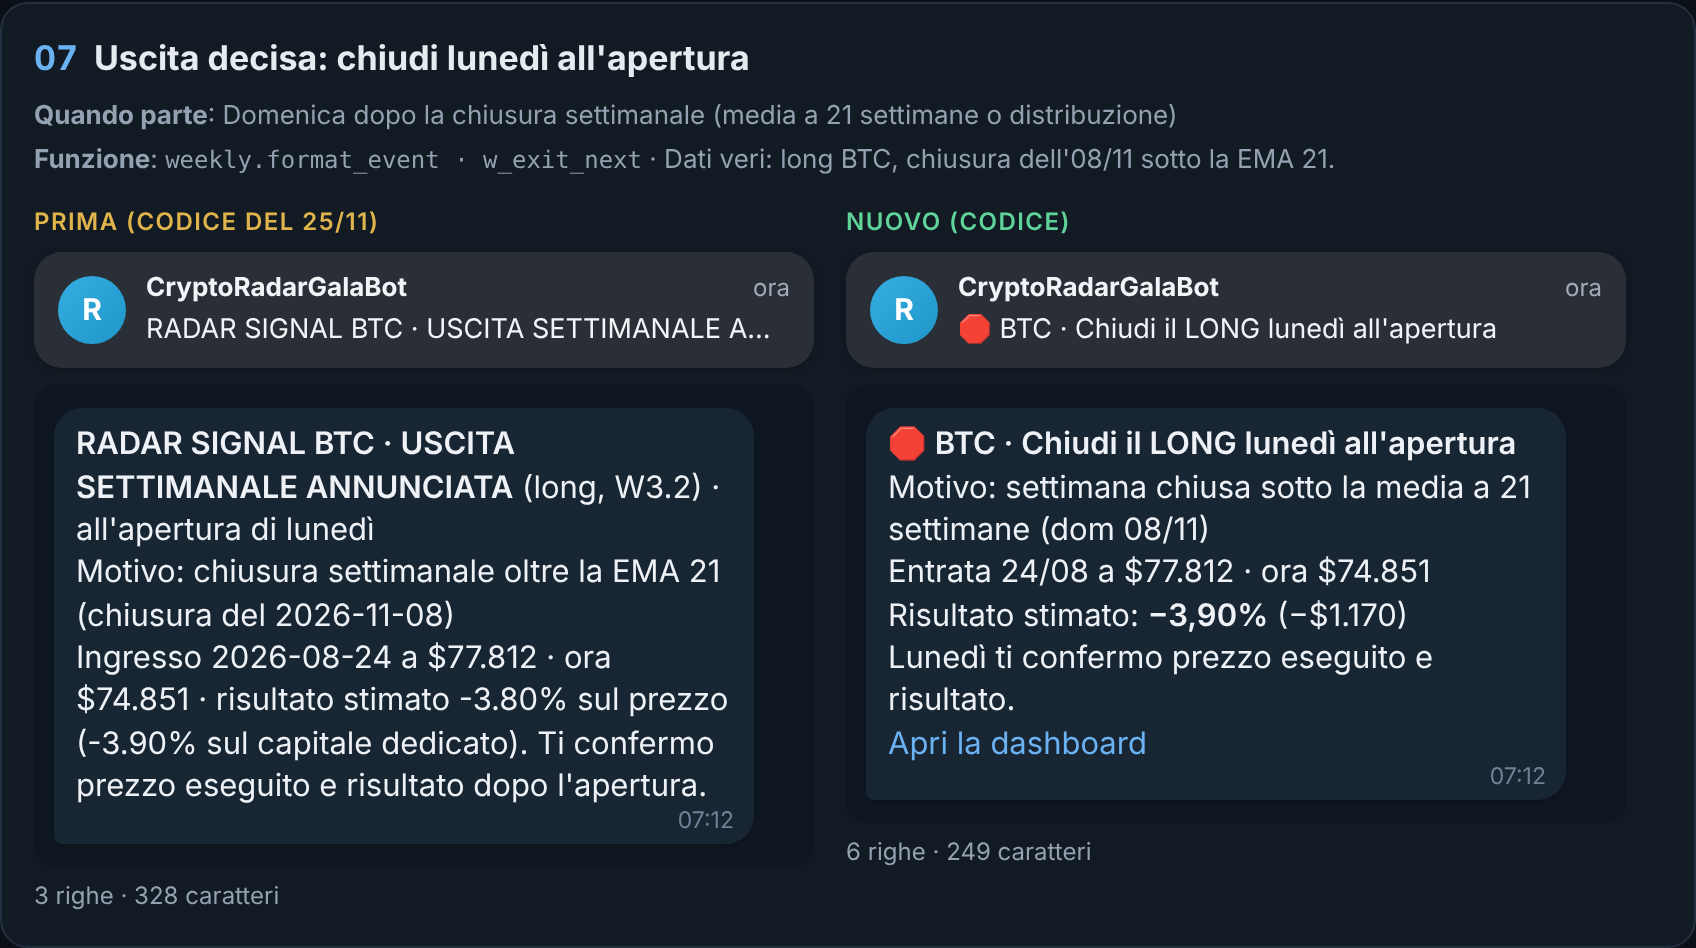 07 Uscita decisa: chiudi lunedì all'apertura
Quando parte: Domenica dopo la chiusura settimanale (media a 21 settimane o distribuzione)
Funzione: weekly.format_event · w_exit_next · Dati veri: long BTC, chiusura dell'08/11 sotto la EMA 21.
PRIMA (CODICE DEL 25/11)
R
CryptoRadarGalaBot
ora
RADAR SIGNAL BTC · USCITA SETTIMANALE A...
RADAR SIGNAL BTC · USCITA
SETTIMANALE ANNUNCIATA (long, W3.2) ·
all'apertura di lunedì
Motivo: chiusura settimanale oltre la EMA 21
(chiusura del 2026-11-08)
Ingresso 2026-08-24 a $77.812 · ora
$74.851 · risultato stimato -3.80% sul prezzo
(-3.90% sul capitale dedicato). Ti confermo
prezzo eseguito e risultato dopo l'apertura.
07:12
3 righe · 328 caratteri
NUOVO (CODICE)
R
CryptoRadarGalaBot
ora
🛑 BTC · Chiudi il LONG lunedì all'apertura
🛑 BTC · Chiudi il LONG lunedì all'apertura
Motivo: settimana chiusa sotto la media a 21
settimane (dom 08/11)
Entrata 24/08 a $77.812 · ora $74.851
Risultato stimato: −3,90% (−$1.170)
Lunedì ti confermo prezzo eseguito e
risultato.
Apri la dashboard
07:12
6 righe · 249 caratteri